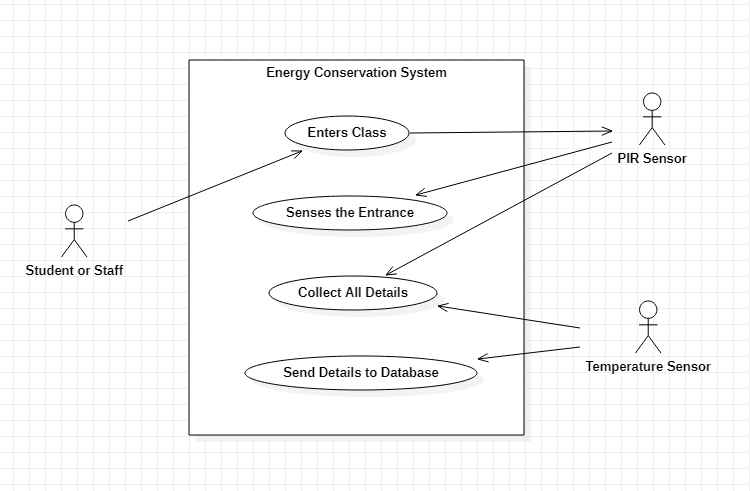 Energy Conservation System
Enters Class
PIR Sensor
Senses the Entrance
Student or Staff
Collect All Details
Temperature Sensor
Send Details to Database